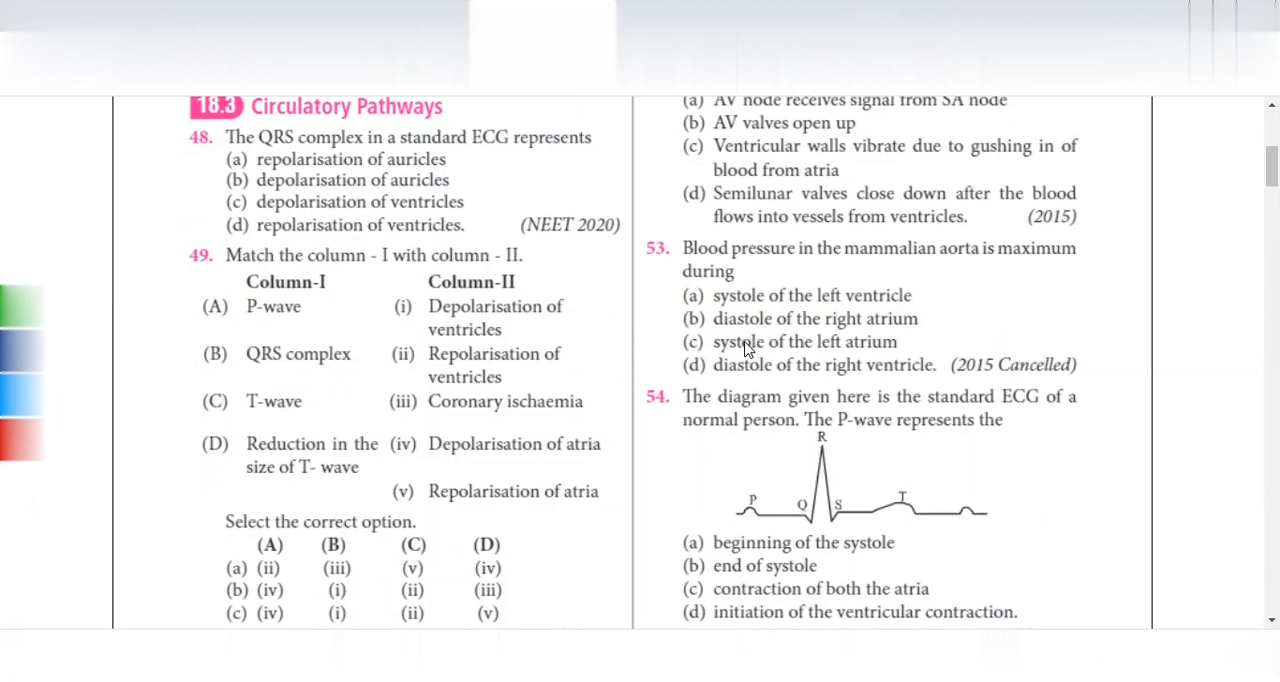 18.3 Circulatory Pathways
48. The QRS complex in a standard ECG represents
(a) repolarisation of auricles
(b) depolarisation of auricles
(c) depolarisation of ventricles
(d) repolarisation of ventricles. (NEET 2020)
49. Match the column - I with column - II.
Column-I Column-II
(A) P-wave (i) Depolarisation of
ventricles
(B) QRS complex (ii) Repolarisation of
ventricles
(C) T-wave (iii) Coronary ischaemia
(D) Reduction in the (iv) Depolarisation of atria
size of T- wave
(v) Repolarisation of atria
Select the correct option.
(A) (B) (C) (D)
(a) (ii) (iii) (v) (iv)
(b) (iv) (i) (ii) (iii)
(c) (iv) (i) (ii) (v)
(a) AV node receives signal from SA node
(b) AV valves open up
(c) Ventricular walls vibrate due to gushing in of
blood from atria
(d) Semilunar valves close down after the blood
flows into vessels from ventricles. (2015)
53. Blood pressure in the mammalian aorta is maximum
during
(a) systole of the left ventricle
(b) diastole of the right atrium
(c) systole of the left atrium
(d) diastole of the right ventricle. (2015 Cancelled)
54. The diagram given here is the standard ECG of a
normal person. The P-wave represents the
R
P Q S T
(a) beginning of the systole
(b) end of systole
(c) contraction of both the atria
(d) initiation of the ventricular contraction.